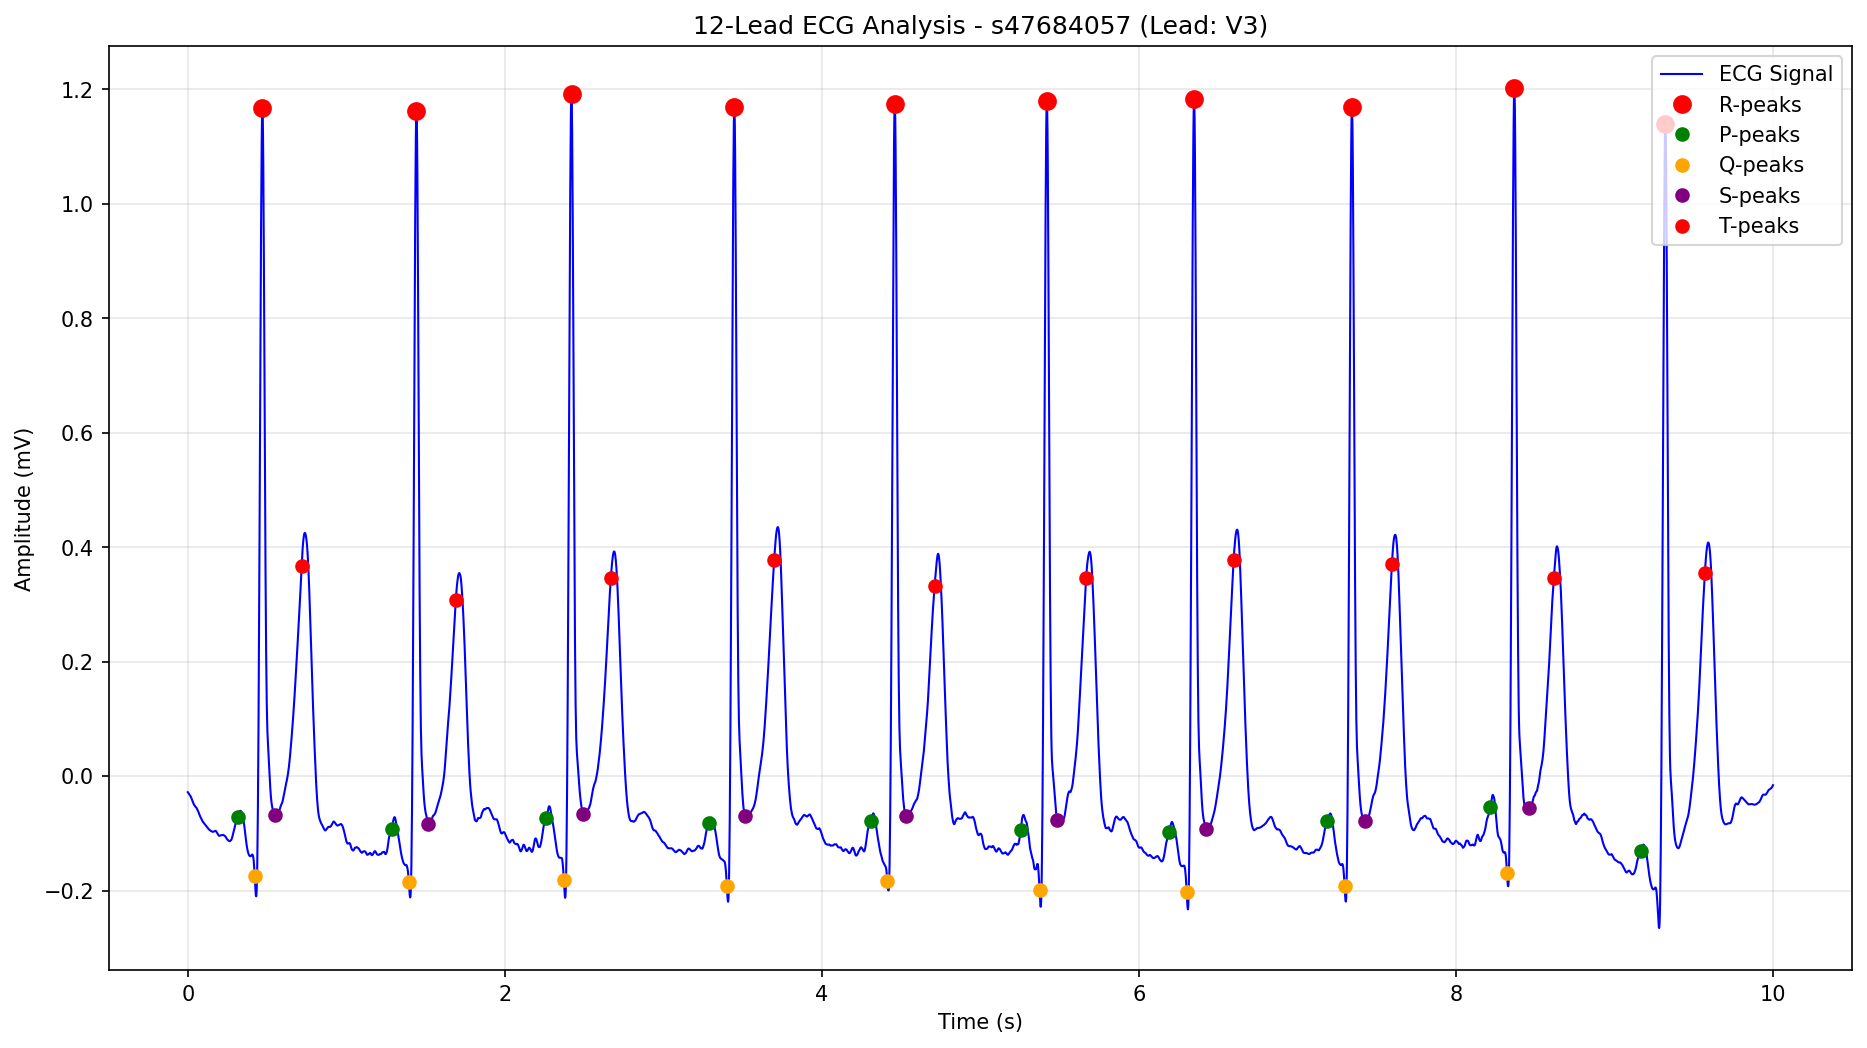 12-Lead ECG Analysis - s47684057 (Lead: V3)
ECG Signal
R-peaks
P-peaks
Q-peaks
S-peaks
T-peaks
Amplitude (mV)
1.2
1.0
0.8
0.6
0.4
0.2
0.0
−0.2
0 2 4 6 8 10
Time (s)